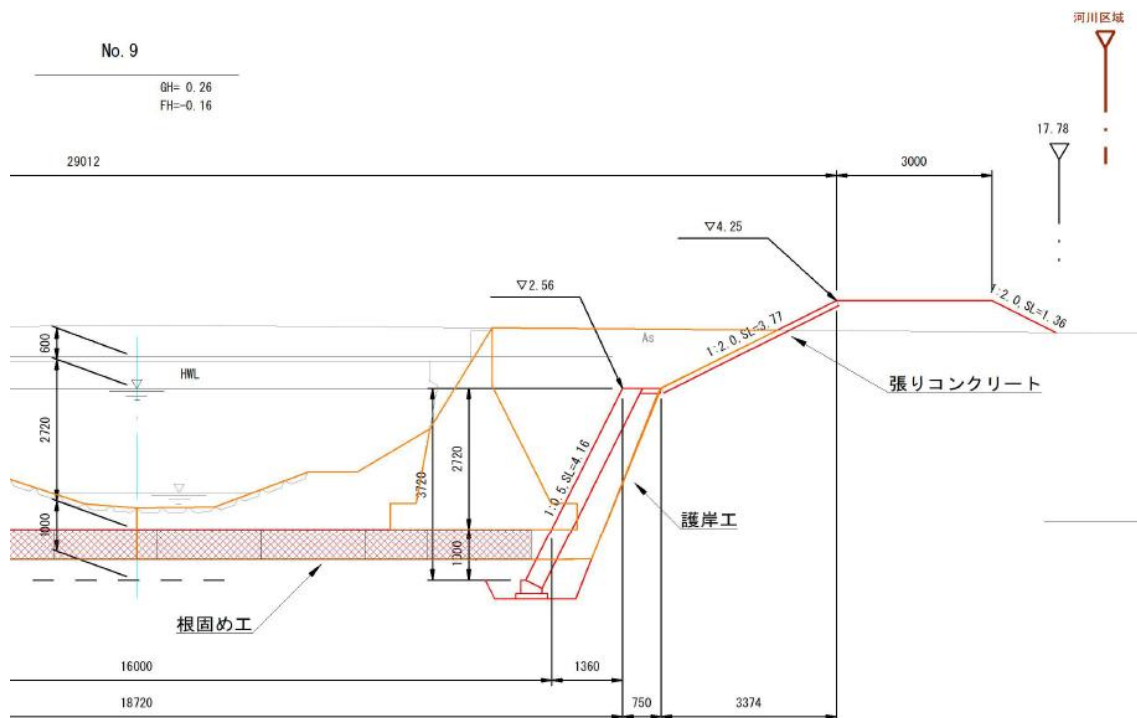 河川区域
No. 9
GH= 0.26
FH=-0.16
17.78
29012
3000
▽4.25
▽2.56
1:2.0,SL=1.36
600
As
1:2.0,SL=3.77
HWL
張りコンクリート
2720
3720
2720
1:0.5,SL=4.16
護岸工
1000
1000
根固め工
16000
1360
18720
750
3374